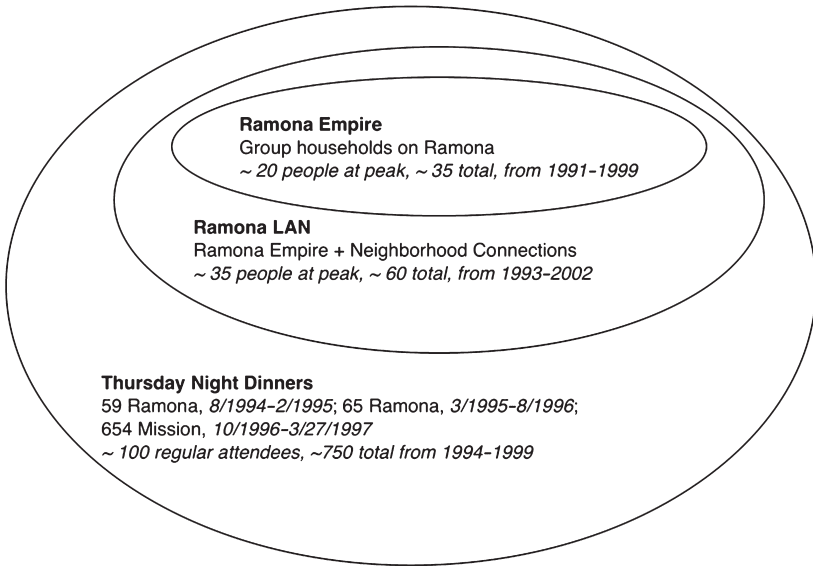 Ramona Empire
Group households on Ramona
~ 20 people at peak, ~ 35 total, from 1991–1999
Ramona LAN
Ramona Empire + Neighborhood Connections
~ 35 people at peak, ~ 60 total, from 1993–2002
Thursday Night Dinners
59 Ramona, 8/1994–2/1995; 65 Ramona, 3/1995–8/1996;
654 Mission, 10/1996–3/27/1997
~ 100 regular attendees, ~750 total from 1994–1999